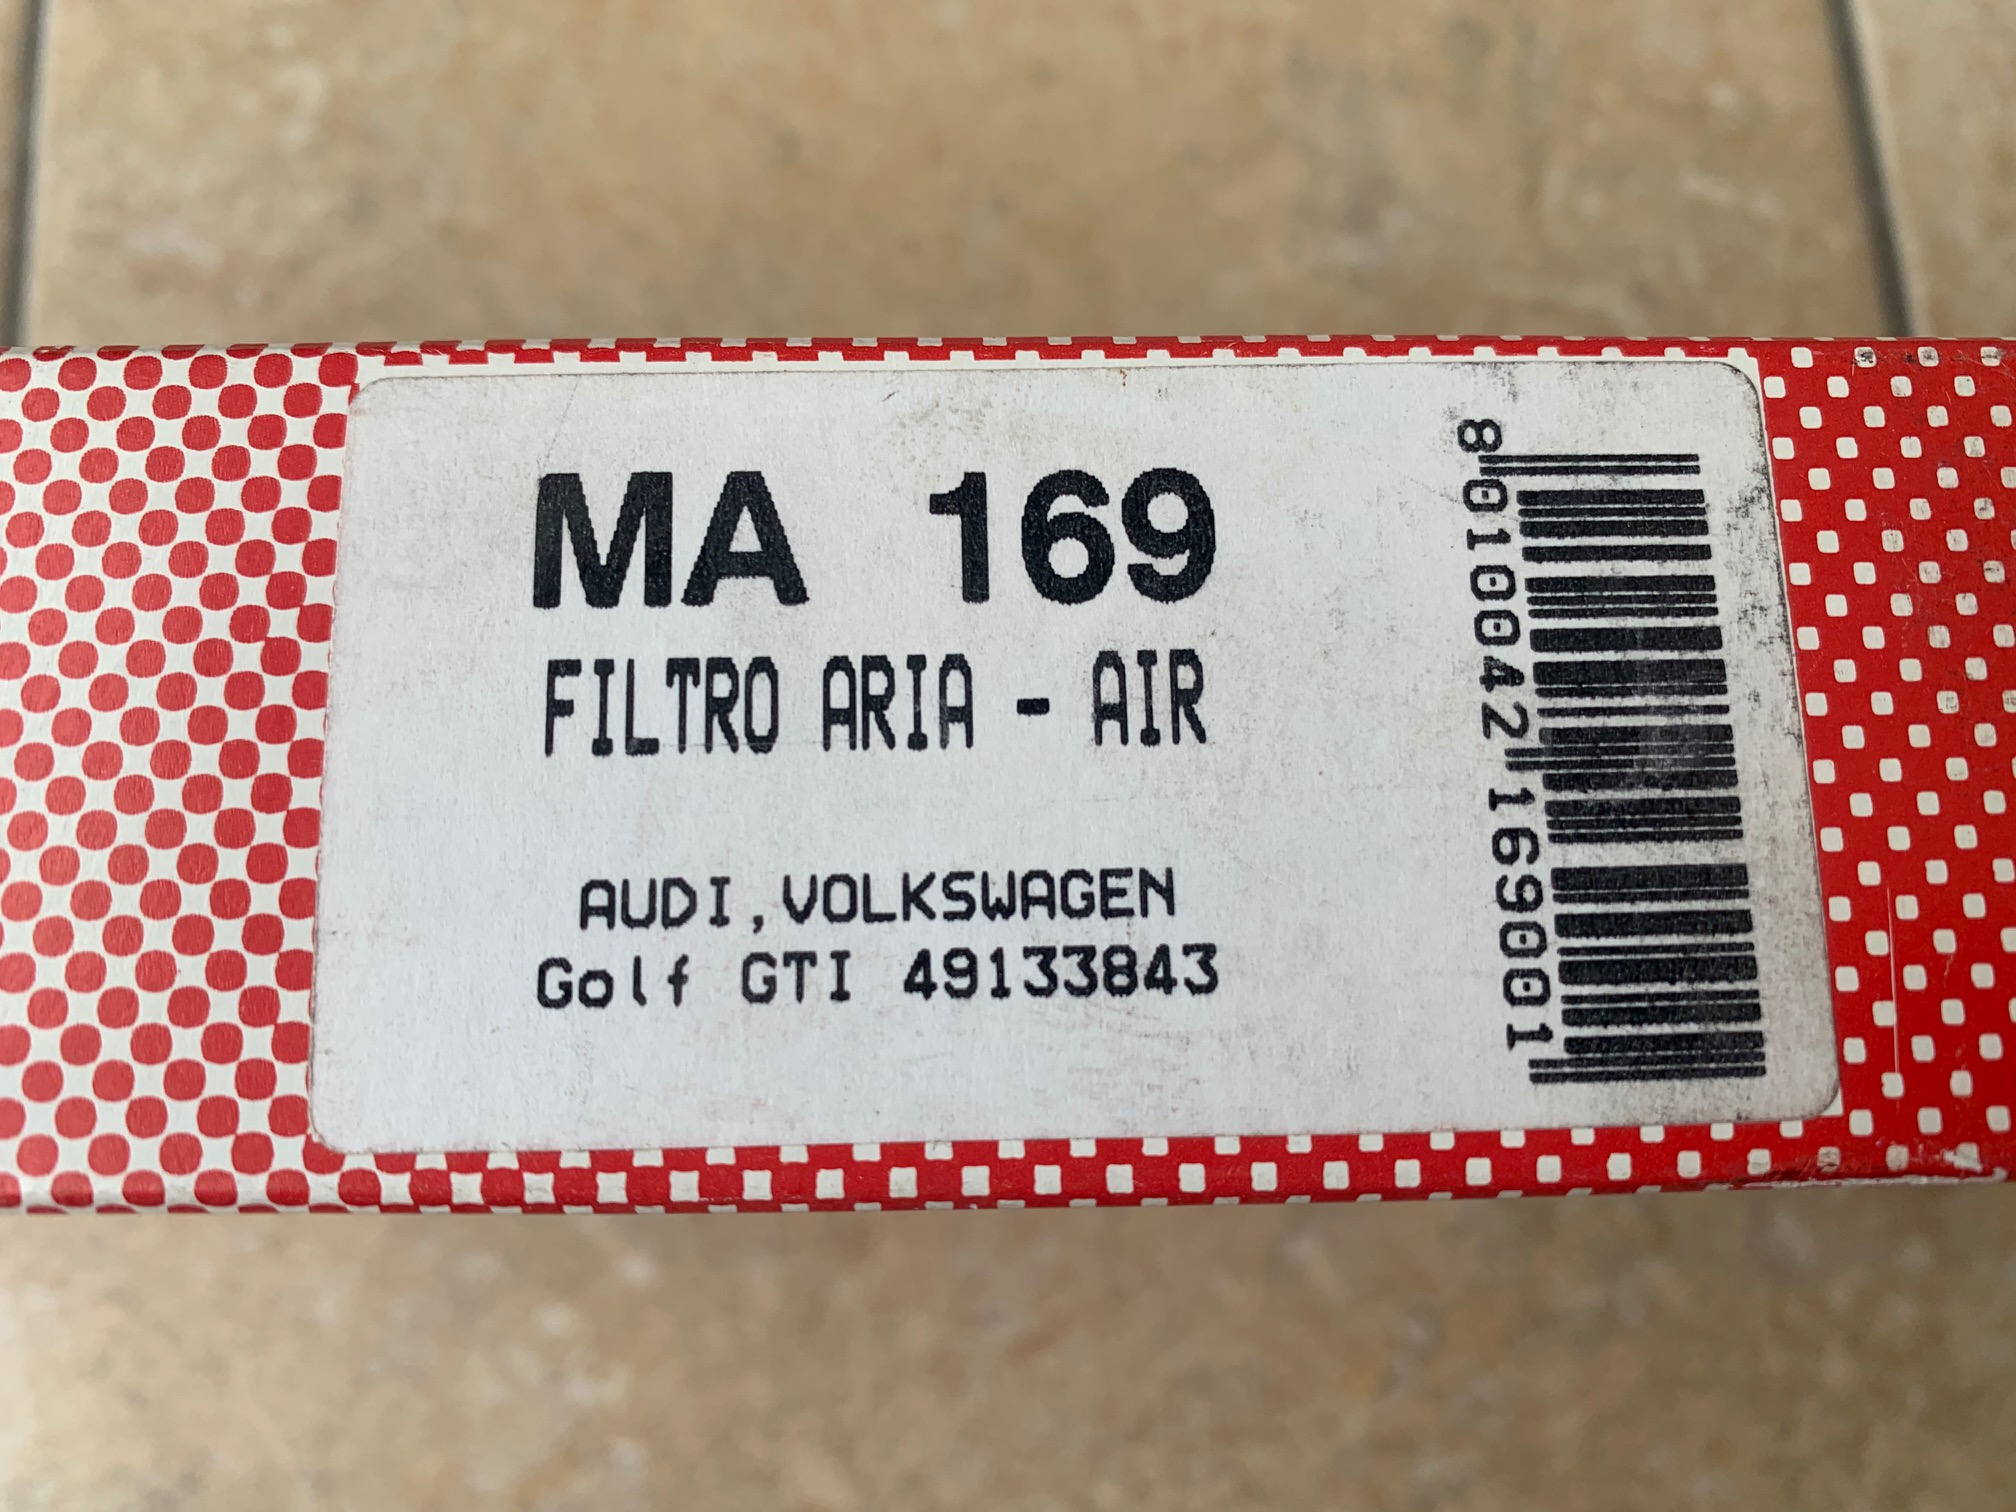 MA 169
FILTRO ARIA - AIR
AUDI,VOLKSWAGEN
Golf GTI 49133843
8010042169001